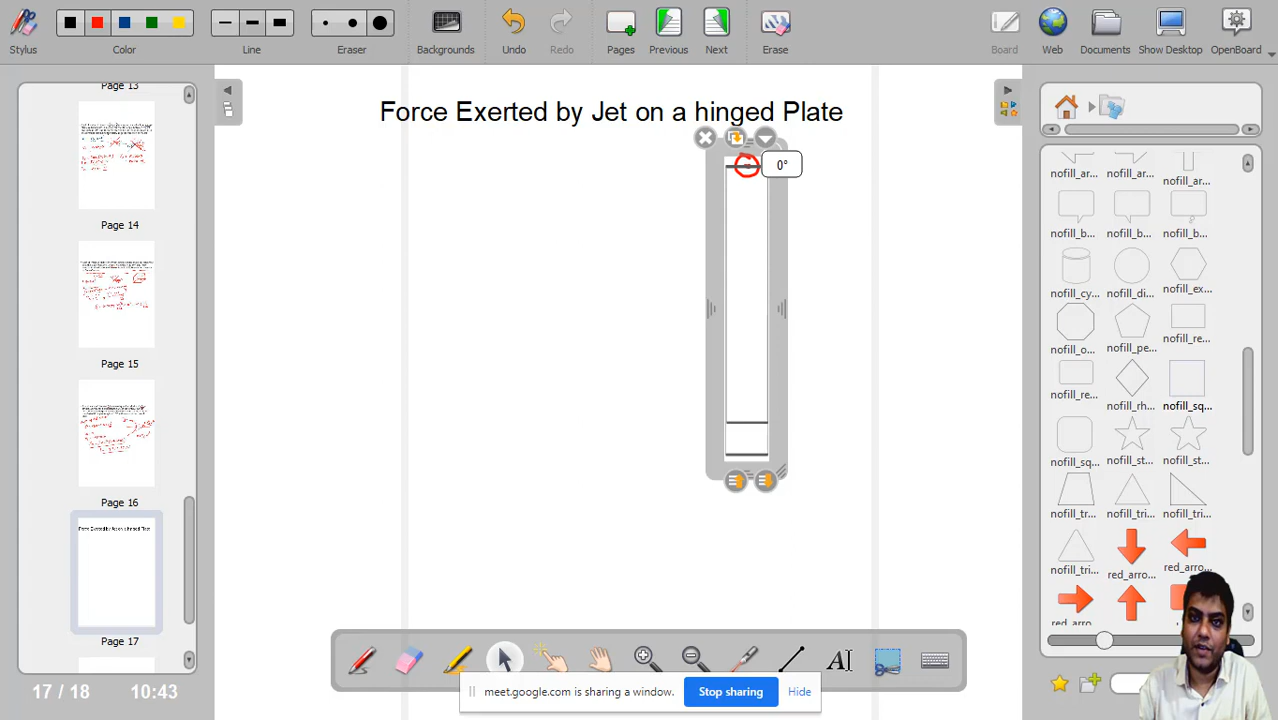 Stylus
Color
Line
Eraser
Backgrounds
Undo
Redo
Pages
Previous
Next
Erase
Board
Web
Documents
Show Desktop
OpenBoard
Page 13
Page 14
Page 15
Page 16
Page 17
Force Exerted by Jet on a hinged Plate
0°
nofill_ar...
nofill_ar...
nofill_ar...
nofill_b...
nofill_b...
nofill_b...
nofill_cy...
nofill_di...
nofill_ex...
nofill_o...
nofill_pe...
nofill_re...
nofill_re...
nofill_rh...
nofill_sq...
nofill_sq...
nofill_st...
nofill_st...
nofill_tr...
nofill_tri...
nofill_tri...
nofill_tri...
red_arro...
red_arro...
red_arro...
red_arro...
17 / 18
10:43
meet.google.com is sharing a window.
Stop sharing
Hide